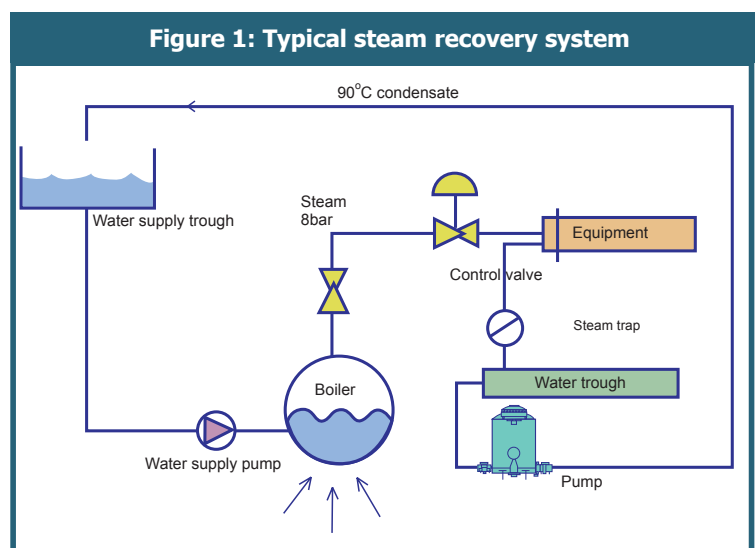 Figure 1: Typical steam recovery system
90°C condensate
Water supply trough
Steam
8bar
Control valve
Equipment
Steam trap
Water trough
Boiler
Water supply pump
Pump